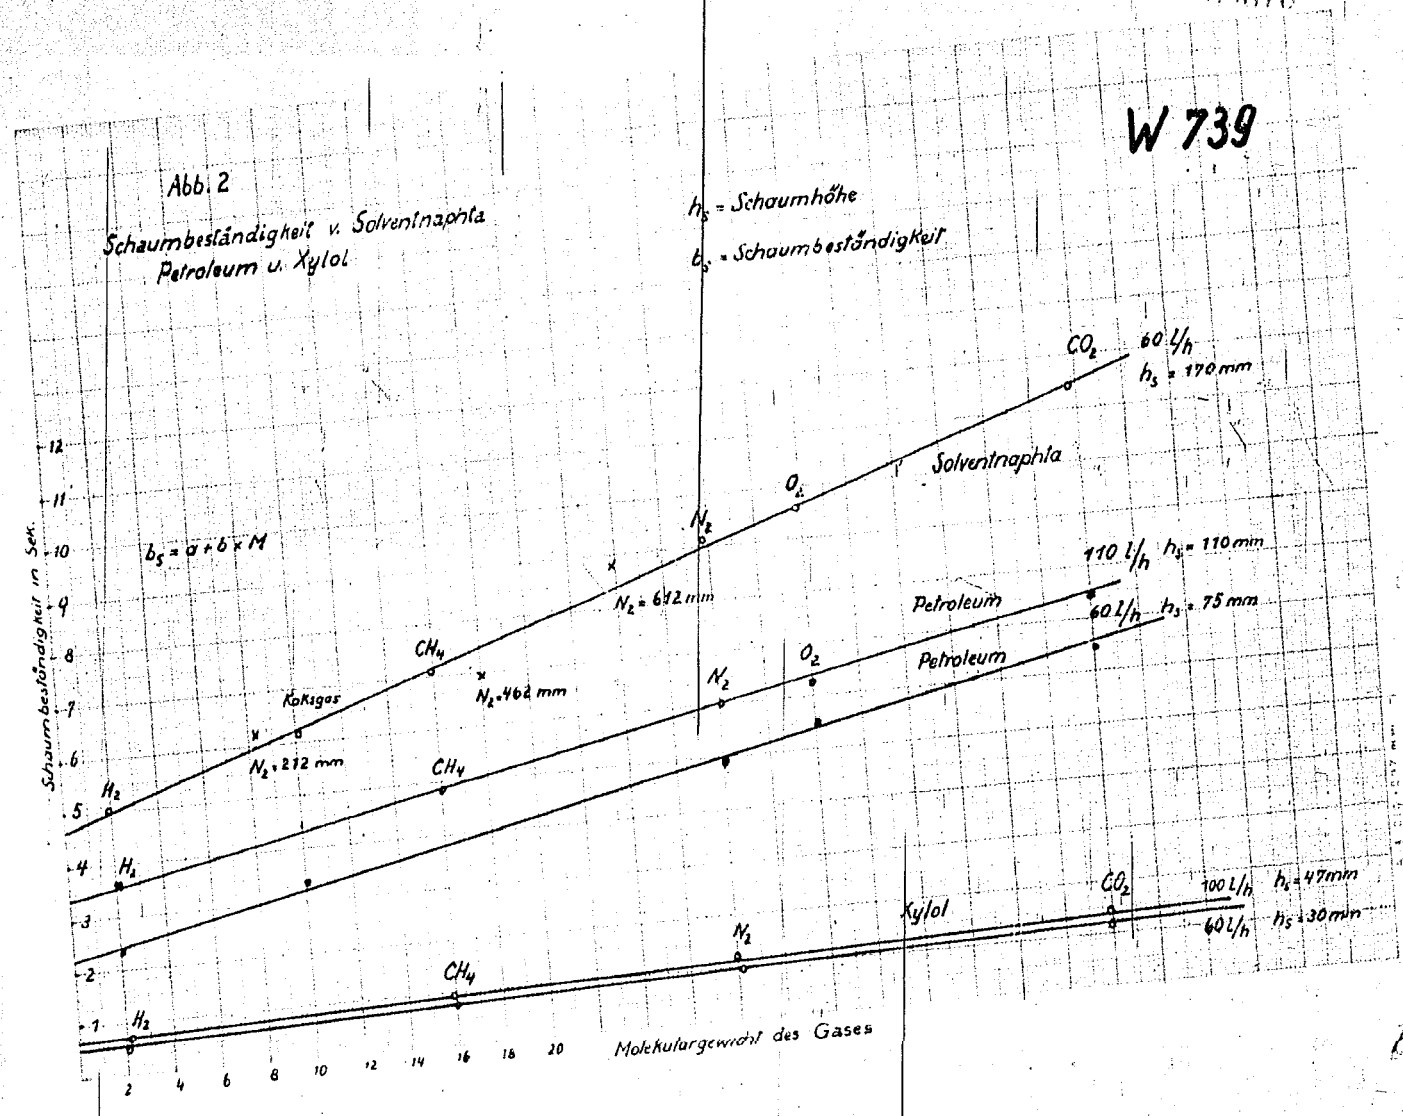 W 739
Abb. 2
Schaumbeständigkeit v. Solventnaphta
Petroleum u. Xylol
hs = Schaumhöhe
bs = Schaumbeständigkeit
CO2
60 l/h
hs = 170 mm
Solventnaphta
O2
N2
bs = a + b × M
N2 = 612 mm
CH4
N2 = 462 mm
Koksgas
N2 = 212 mm
H2
110 l/h hs = 110 mm
Petroleum
60 l/h hs = 75 mm
Petroleum
O2
N2
CH4
H2
CO2
100 l/h hs = 47 mm
Xylol
60 l/h hs = 30 mm
N2
CH4
H2
Schaumbeständigkeit in Sek.
12
11
10
9
8
7
6
5
4
3
2
1
2 4 6 8 10 12 14 16 18 20
Molekulargewicht des Gases